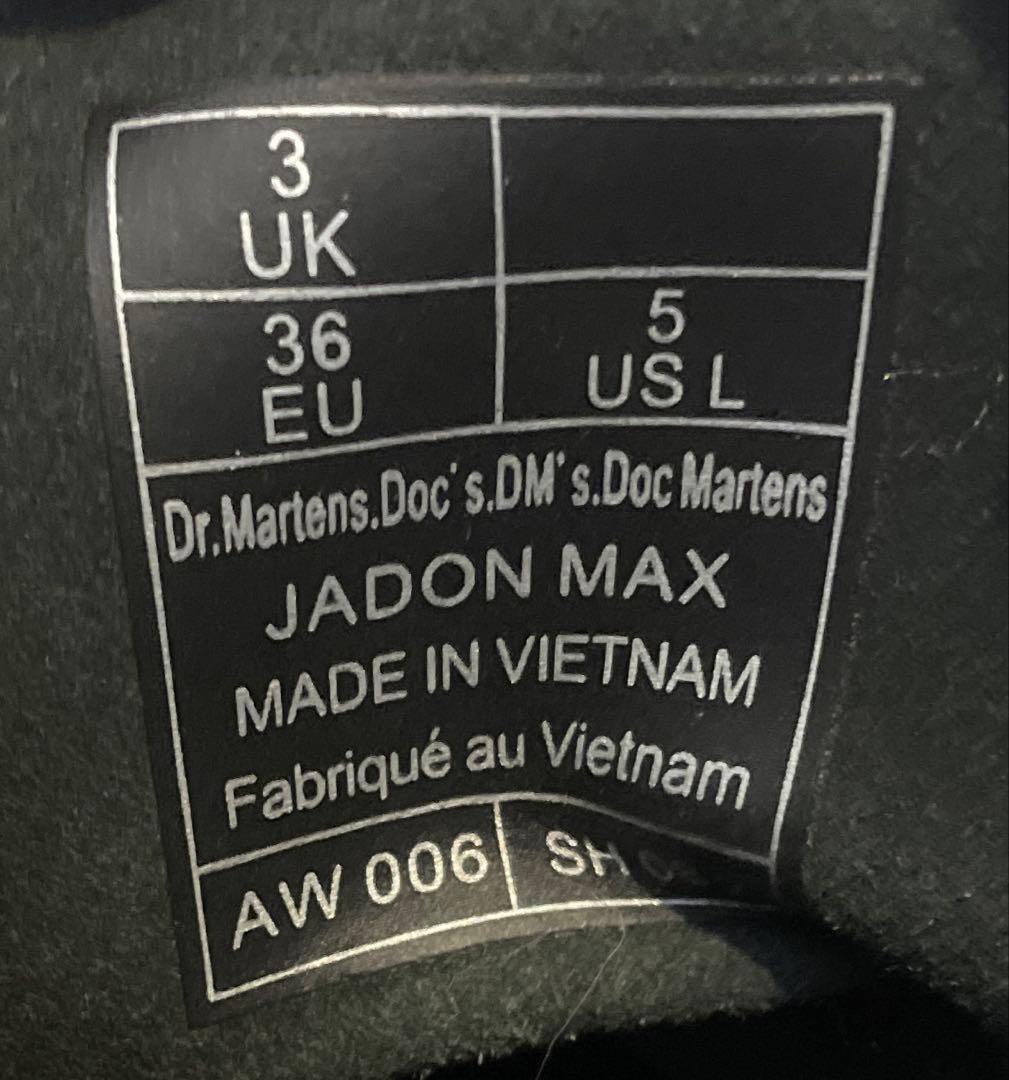 3
UK
36
EU
5
US L
Dr.Martens.Doc's.DM's.Doc Martens
JADON MAX
MADE IN VIETNAM
Fabriqué au Vietnam
AW 006
SH